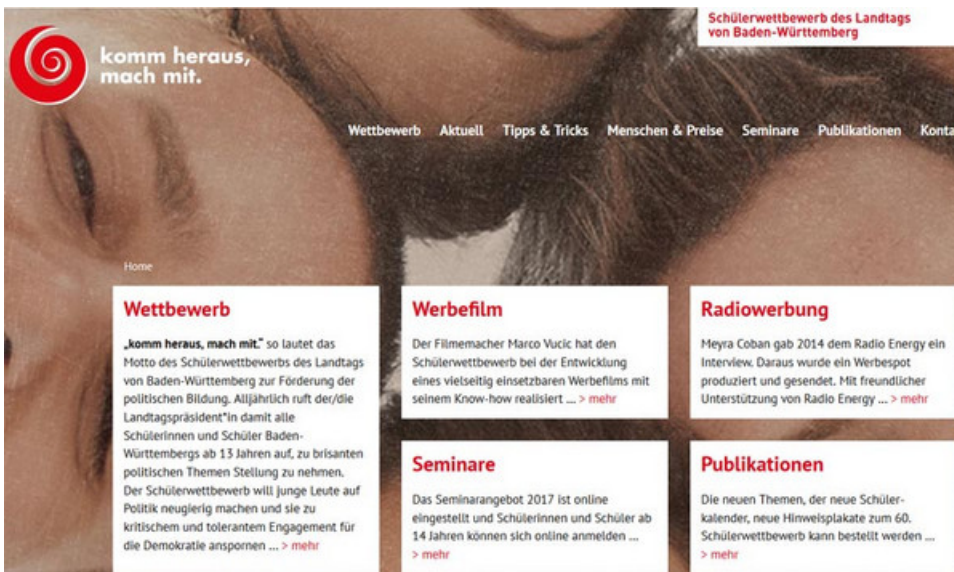 Schülerwettbewerb des Landtags
von Baden-Württemberg
komm heraus,
mach mit.
Wettbewerb Aktuell Tipps & Tricks Menschen & Preise Seminare Publikationen Konta
Home
Wettbewerb
„komm heraus, mach mit.“ so lautet das
Motto des Schülerwettbewerbs des Landtags
von Baden-Württemberg zur Förderung der
politischen Bildung. Alljährlich ruft der/die
Landtagspräsident*in damit alle
Schülerinnen und Schüler Baden-
Württembergs ab 13 Jahren auf, zu brisanten
politischen Themen Stellung zu nehmen.
Der Schülerwettbewerb will junge Leute auf
Politik neugierig machen und sie zu
kritischem und tolerantem Engagement für
die Demokratie anspornen ... > mehr
Werbefilm
Der Filmemacher Marco Vucic hat den
Schülerwettbewerb bei der Entwicklung
eines vielseitig einsetzbaren Werbefilms mit
seinem Know-how realisiert ... > mehr
Radiowerbung
Meyra Coban gab 2014 dem Radio Energy ein
Interview. Daraus wurde ein Werbespot
produziert und gesendet. Mit freundlicher
Unterstützung von Radio Energy ... > mehr
Seminare
Das Seminarangebot 2017 ist online
eingestellt und Schülerinnen und Schüler ab
14 Jahren können sich online anmelden ...
> mehr
Publikationen
Die neuen Themen, der neue Schüler-
kalender, neue Hinweisplakate zum 60.
Schülerwettbewerb kann bestellt werden ...
> mehr